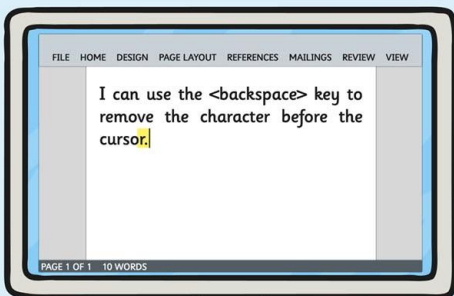 FILE HOME DESIGN PAGE LAYOUT REFERENCES MAILINGS REVIEW VIEW
I can use the <backspace> key to
remove the character before the
cursor.
PAGE 1 OF 1 10 WORDS